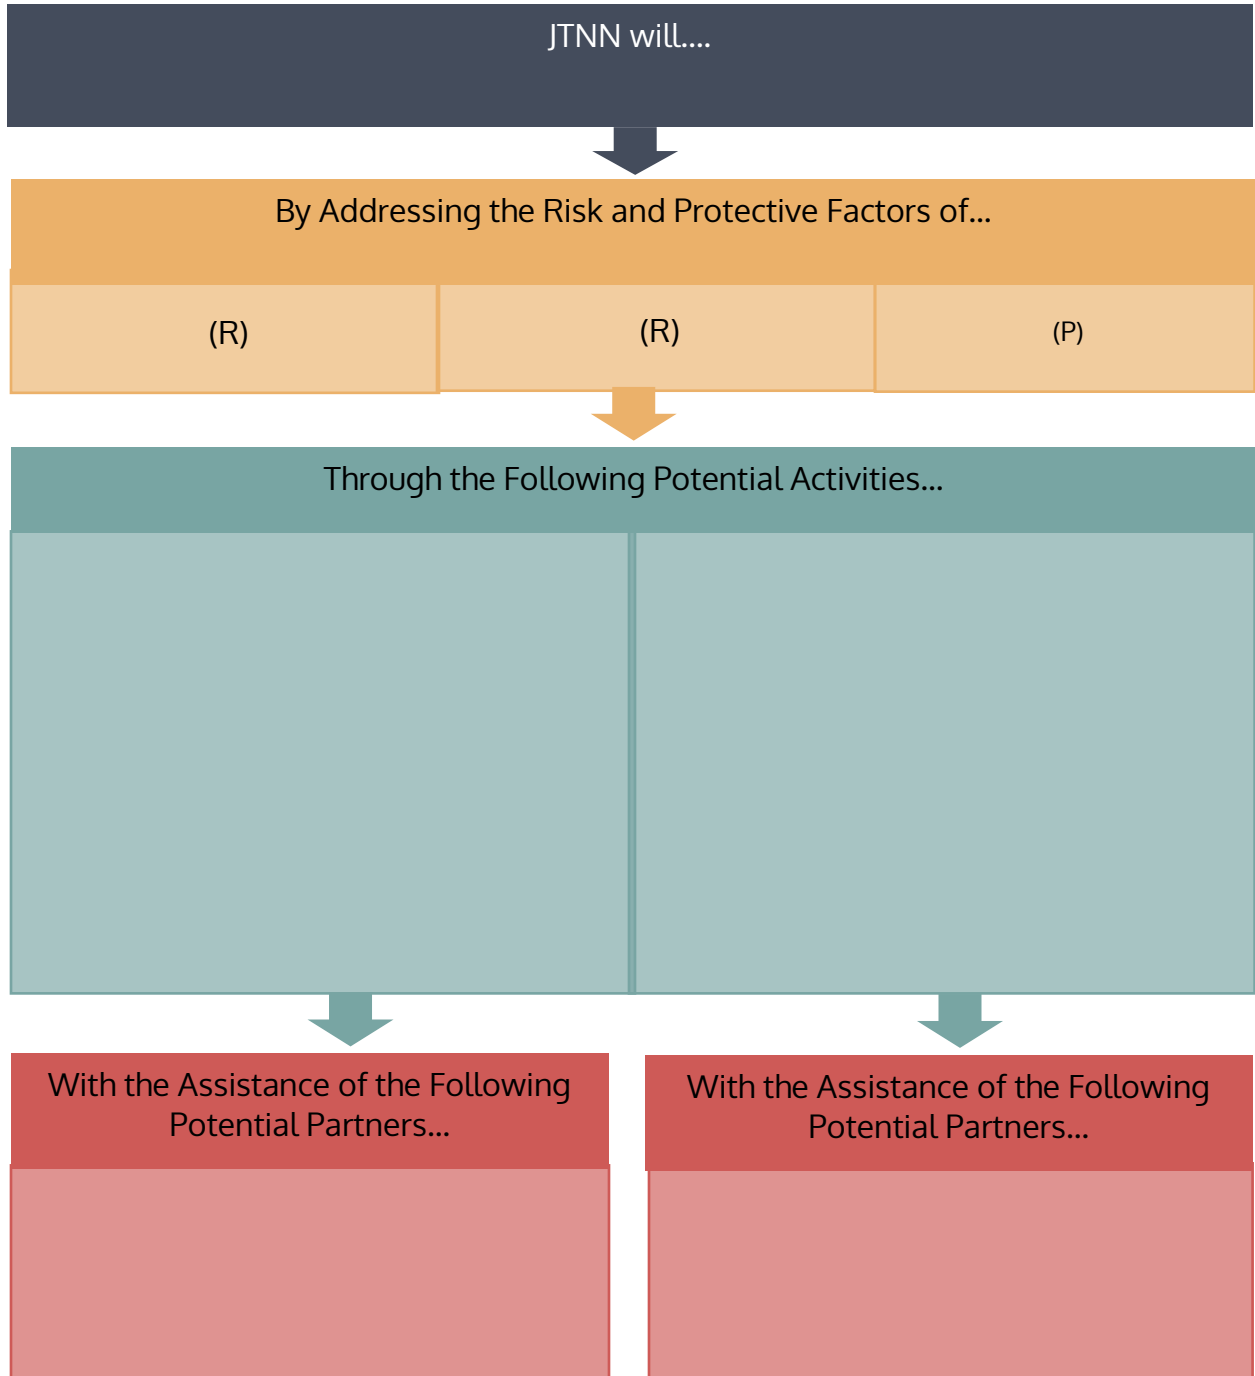 JTNN will....
By Addressing the Risk and Protective Factors of...
(R)
(R)
(P)
Through the Following Potential Activities...
With the Assistance of the Following
Potential Partners...
With the Assistance of the Following
Potential Partners...